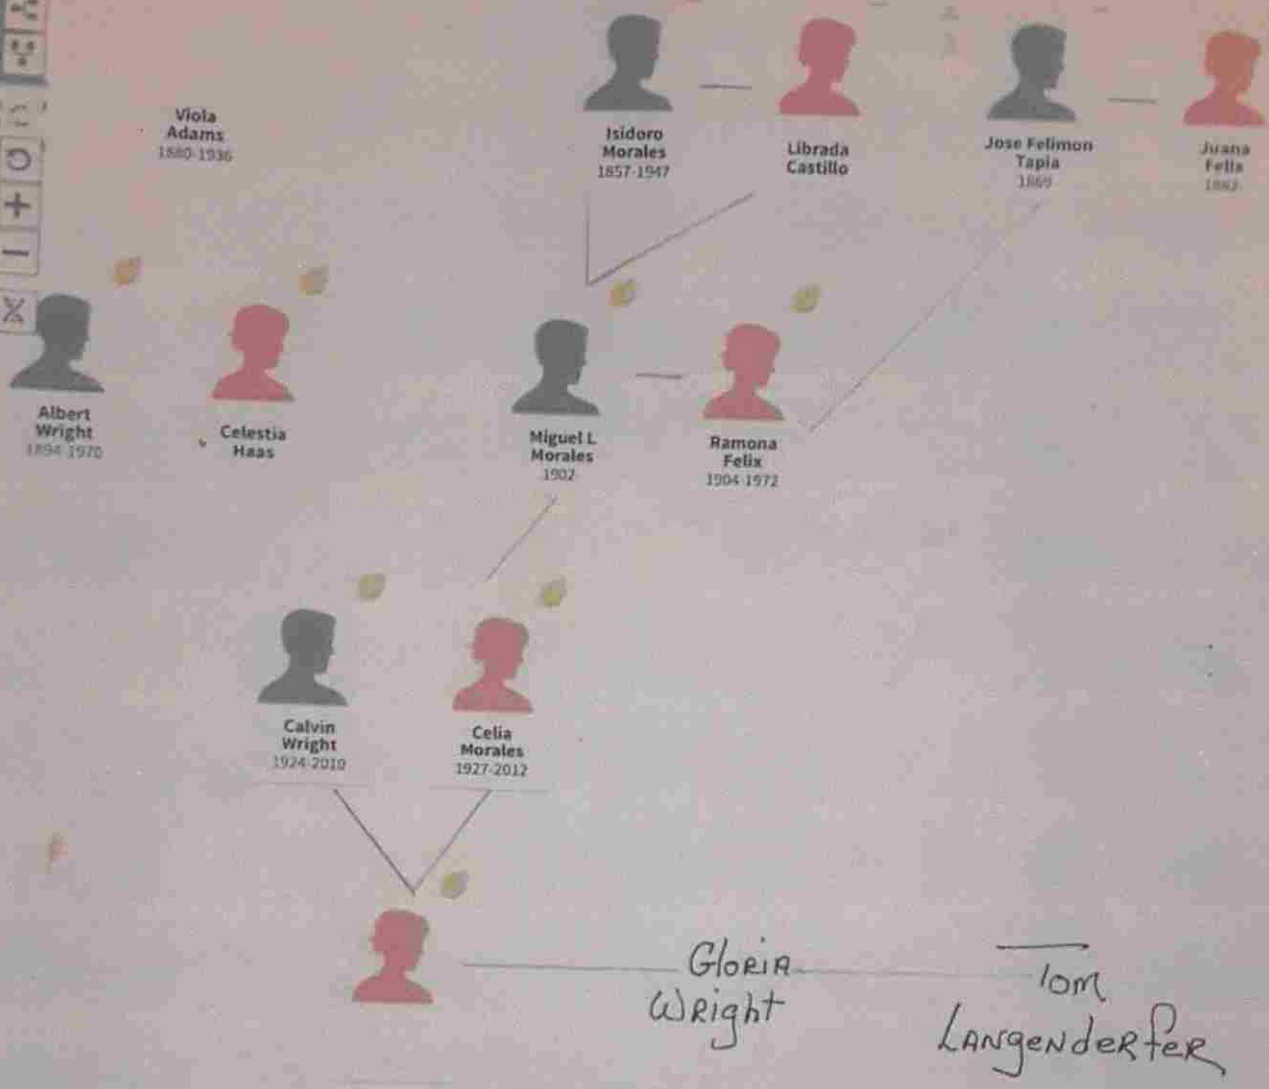 Viola
Adams
1880-1936
Isidoro
Morales
1857-1947
Librada
Castillo
Jose Felimon
Tapia
1869
Juana
1882-
Albert
Wright
1894-1970
Celestia
Haas
Miguel L
Morales
1902-
Ramona
Felix
1904-1972
Calvin
Wright
1924-2010
Celia
Morales
1927-2012
Gloria
Wright
Tom
Langenderfer